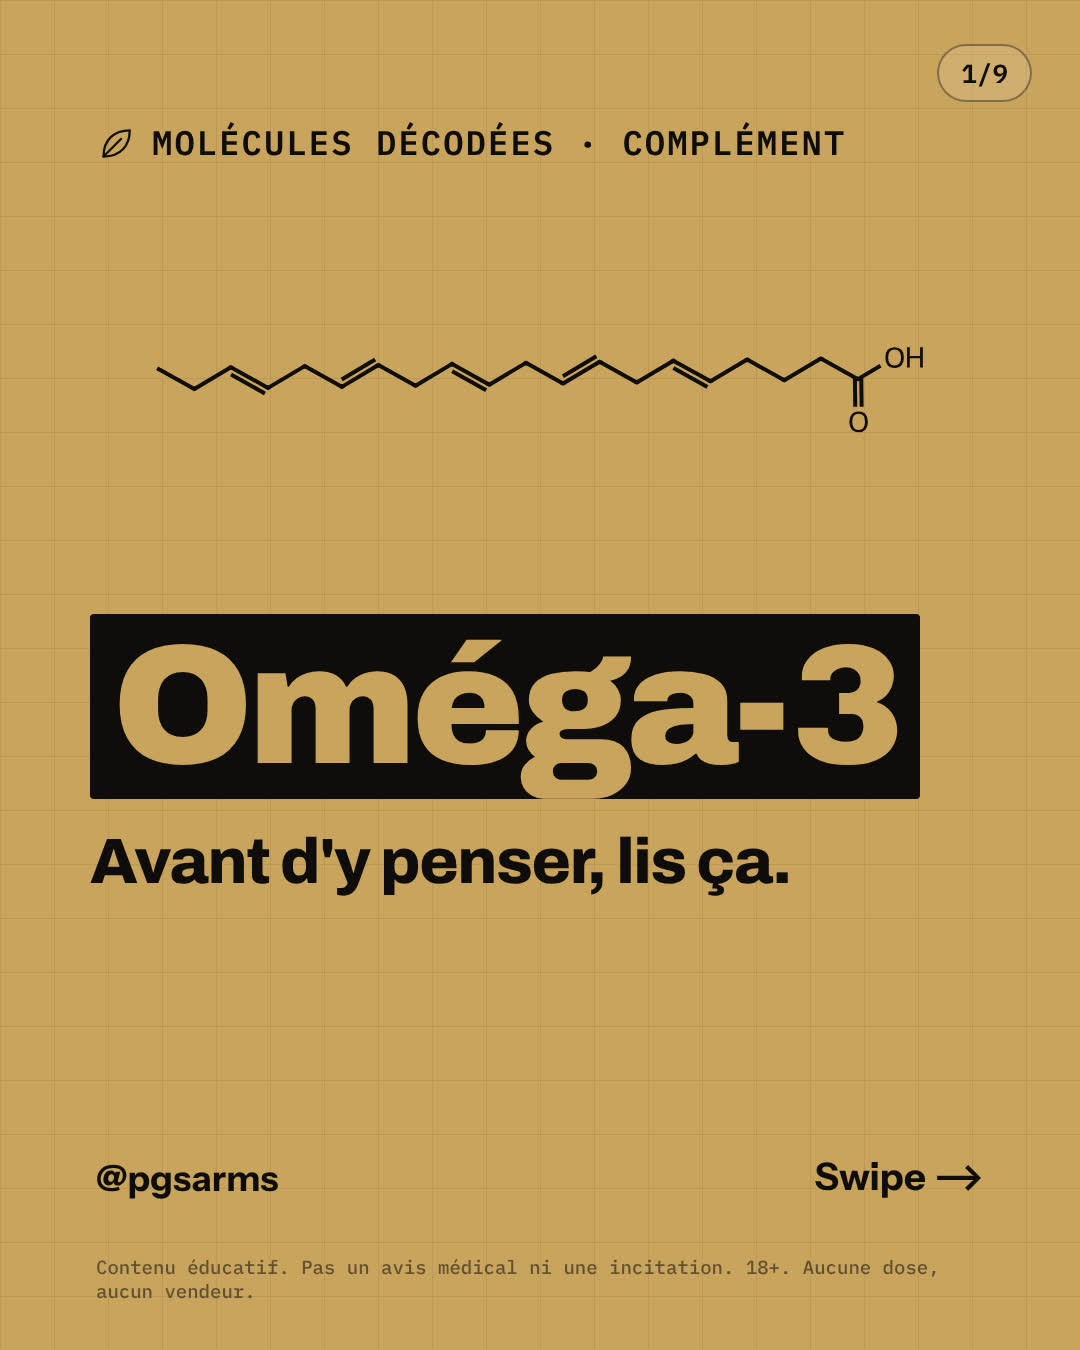 1/9
MOLÉCULES DÉCODÉES · COMPLÉMENT
OH
O
Oméga-3
Avant d'y penser, lis ça.
@pgsarms
Swipe →
Contenu éducatif. Pas un avis médical ni une incitation. 18+. Aucune dose,
aucun vendeur.